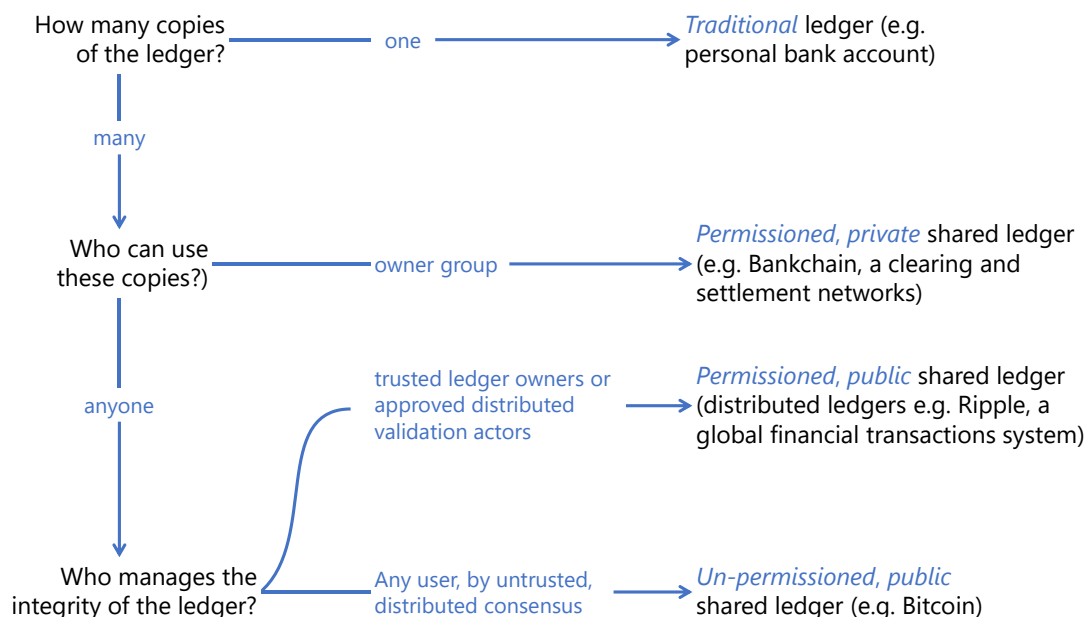 How many copies
of the ledger?
one
Traditional ledger (e.g.
personal bank account)
many
Who can use
these copies?)
owner group
Permissioned, private shared ledger
(e.g. Bankchain, a clearing and
settlement networks)
anyone
trusted ledger owners or
approved distributed
validation actors
Permissioned, public shared ledger
(distributed ledgers e.g. Ripple, a
global financial transactions system)
Who manages the
integrity of the ledger?
Any user, by untrusted,
distributed consensus
Un-permissioned, public
shared ledger (e.g. Bitcoin)